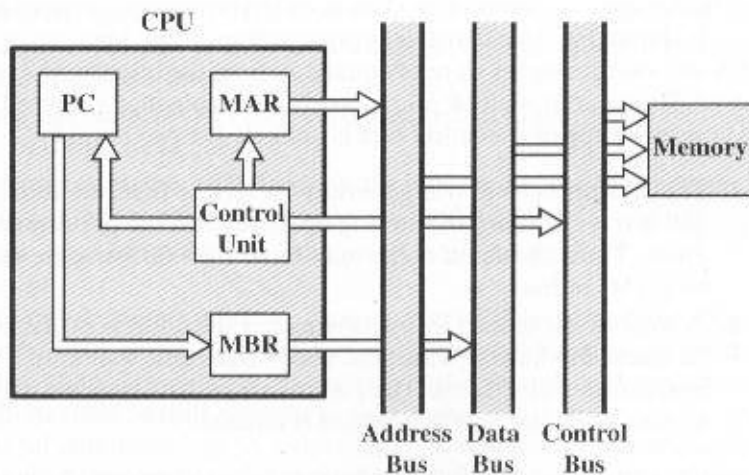 CPU
PC
MAR
Memory
Control
Unit
MBR
Address
Bus
Data
Bus
Control
Bus